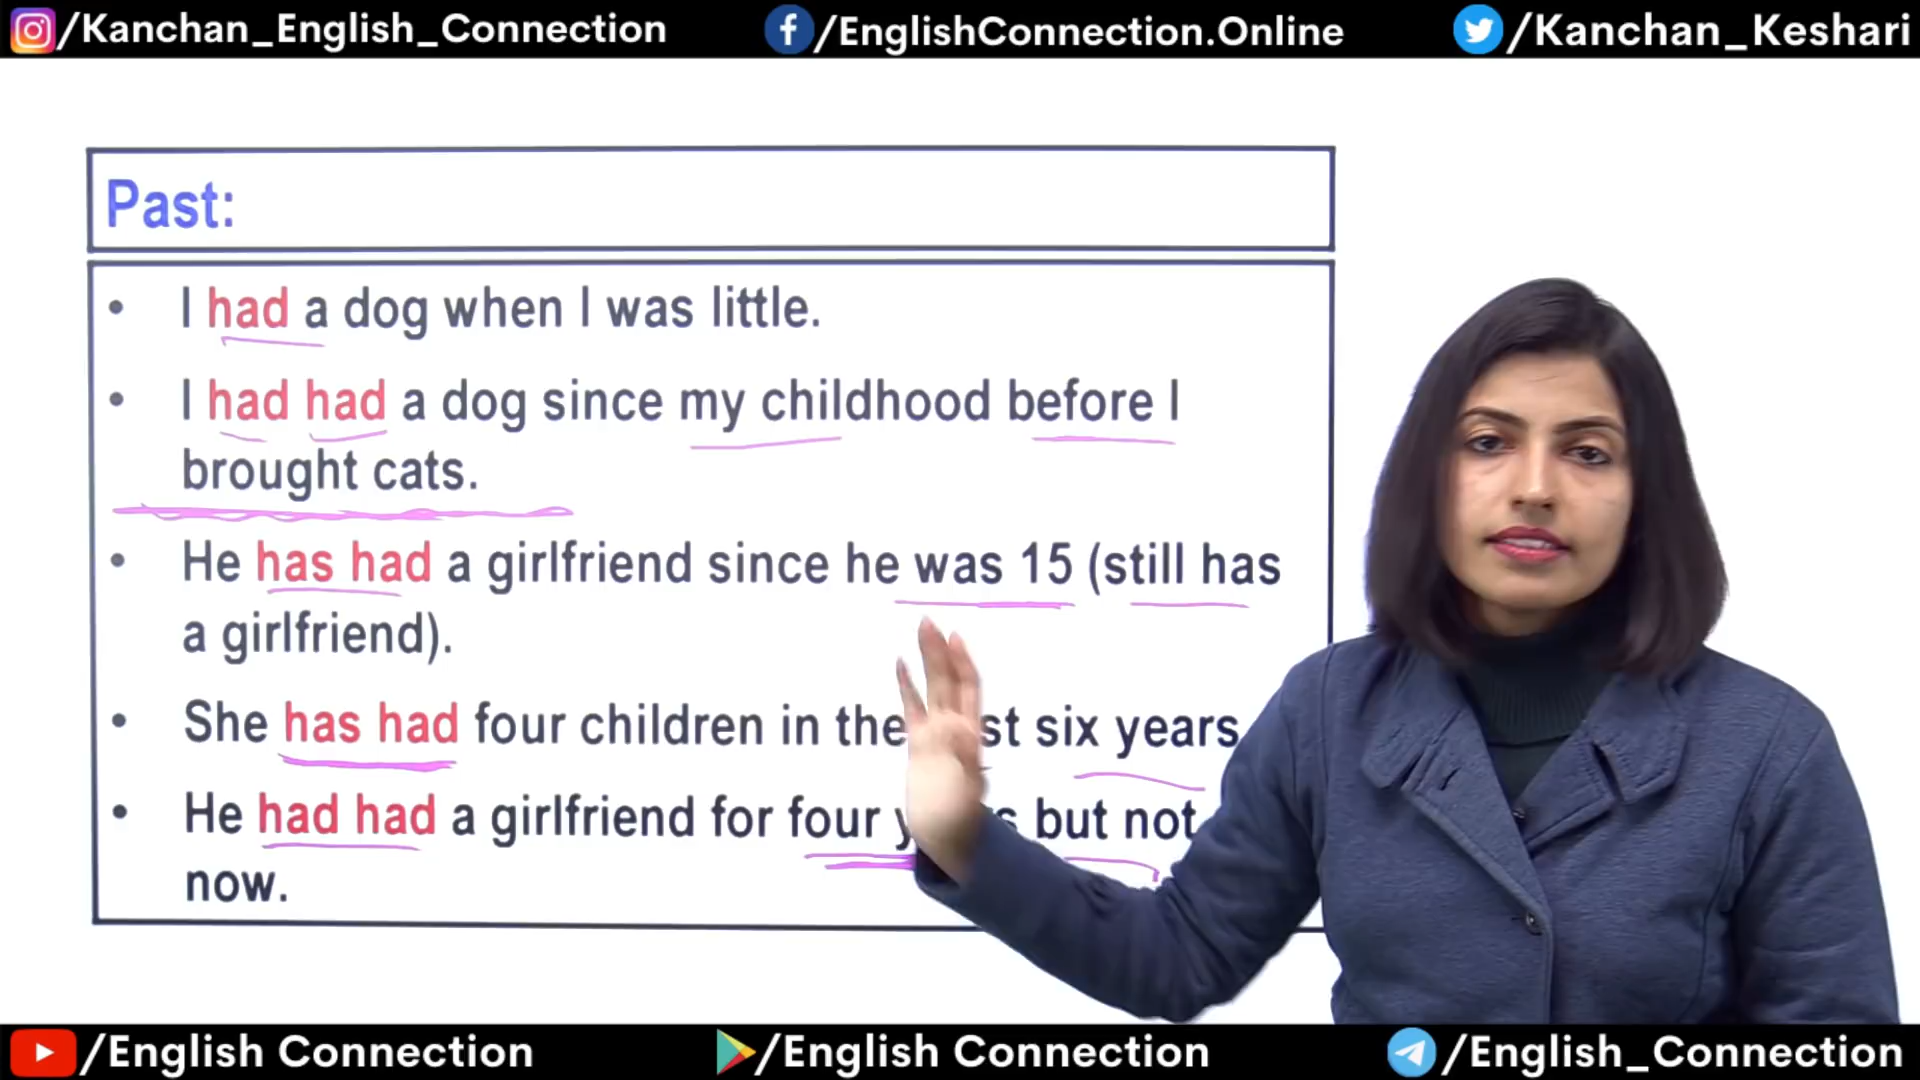 /Kanchan_English_Connection
/EnglishConnection.Online
/Kanchan_Keshari
Past:
• I had a dog when I was little.
• I had had a dog since my childhood before I
brought cats.
• He has had a girlfriend since he was 15 (still has
a girlfriend).
• She has had four children in the six years
• He had had a girlfriend for four but not
now.
/English Connection
/English Connection
/English_Connection